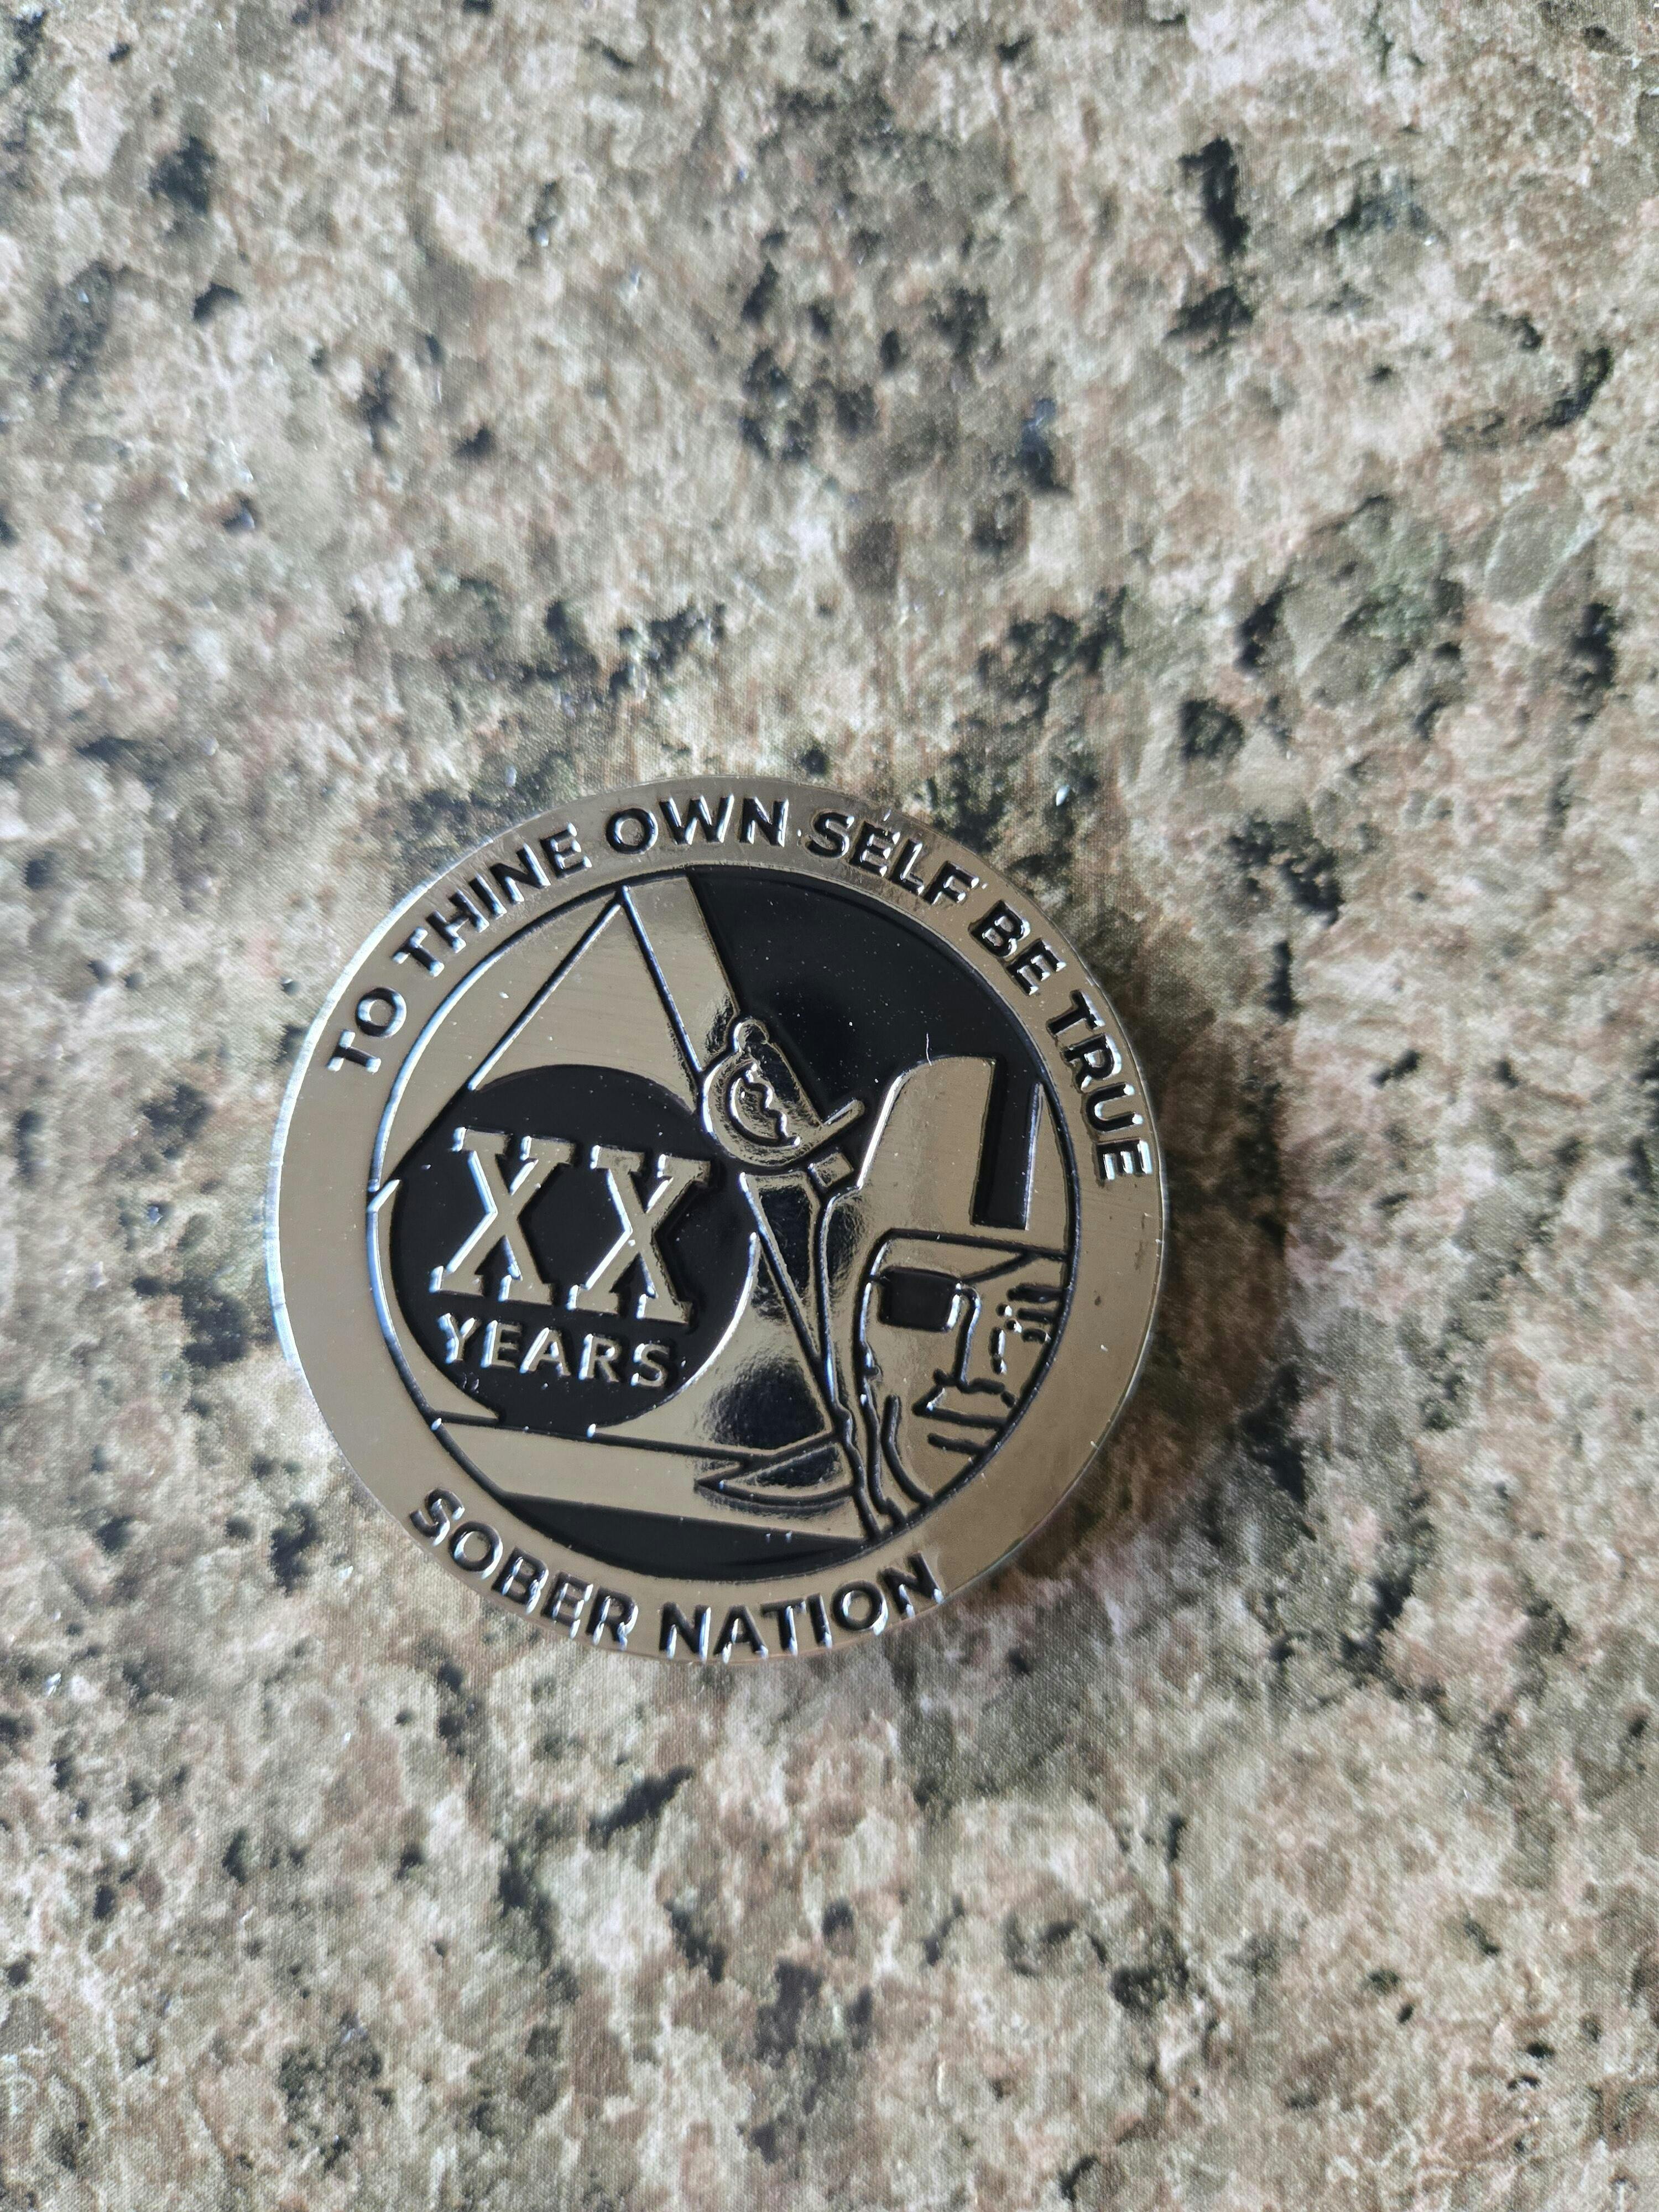 TO THINE OWN SELF BE TRUE
XX
YEARS
SOBER NATION